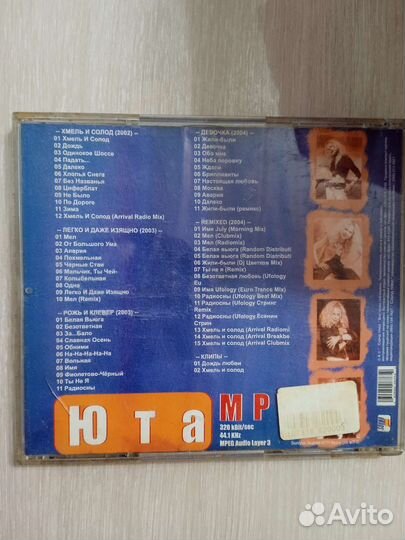 -- ХМЕЛЬ И СОЛОД (2002) --
01 Хмель И Солод
02 Дождь
03 Одинокое Шоссе
04 Падать...
05 Далеко
06 Хлопья Снега
07 Без Названья
08 Циферблат
09 Не Было
10 По Дороге
11 Зима
12 Хмель И Солод (Arrival Radio Mix)
-- ЛЕГКО И ДАЖЕ ИЗЯЩНО (2003) --
01 Мел
02 От Большого Ума
03 Апария
04 Похмельная
05 Чёрные Стаи
06 Мальчик, Ты Чей-
07 Колыбельная
08 Одна
09 Легко И Даже Изящно
10 Мел (Remix)
-- РОЖЬ И КЛЕВЕР (2003) --
01 Белая Вьюга
02 Безответная
03 За...Бало
04 Славная Осень
05 Обними
06 На-На-На-На-На
07 Вольная
08 Имя
09 Фиолетово-Чёрный
10 Ты Не Я
11 Радиосны
-- ДЕВОЧКА (2004) --
01 Жили-были
02 Девочка
03 Обо мне
04 Неба поровну
05 Ждали
06 Бриллианты
07 Настоящая любовь
08 Москва
09 Авария
10 Далеко
11 Жили-были (ремикс)
-- REMIXED (2004) --
01 Имя July (Morning Mix)
02 Мел (Clubmix)
03 Мел (Radiomix)
04 Белая вьюга (Random Distributi
05 Белая вьюга (Random Distributi
06 Жили-были (Dj Цветкоff Mix)
07 Ты не я (Remix)
08 Безответная любовь (Ufology
Eu
09 Имя Ufology (Euro Trance Mix)
10 Радиосны (Ufology Beat Mix)
11 Радиосны (Ufology Стринг
Remix
12 Радиосны (Ufology Есенин
Стрин
13 Хмель и солод (Arrival Radiom)
14 Хмель и солод (Arrival Breakbe
15 Хмель и солод (Arrival Clubmix
-- КЛИПЫ --
01 Дождь любви
02 Хмель и солод
Юта
MP
320 kBit/sec
44.1 KHz
MPEG Audio Layer 3
Avito